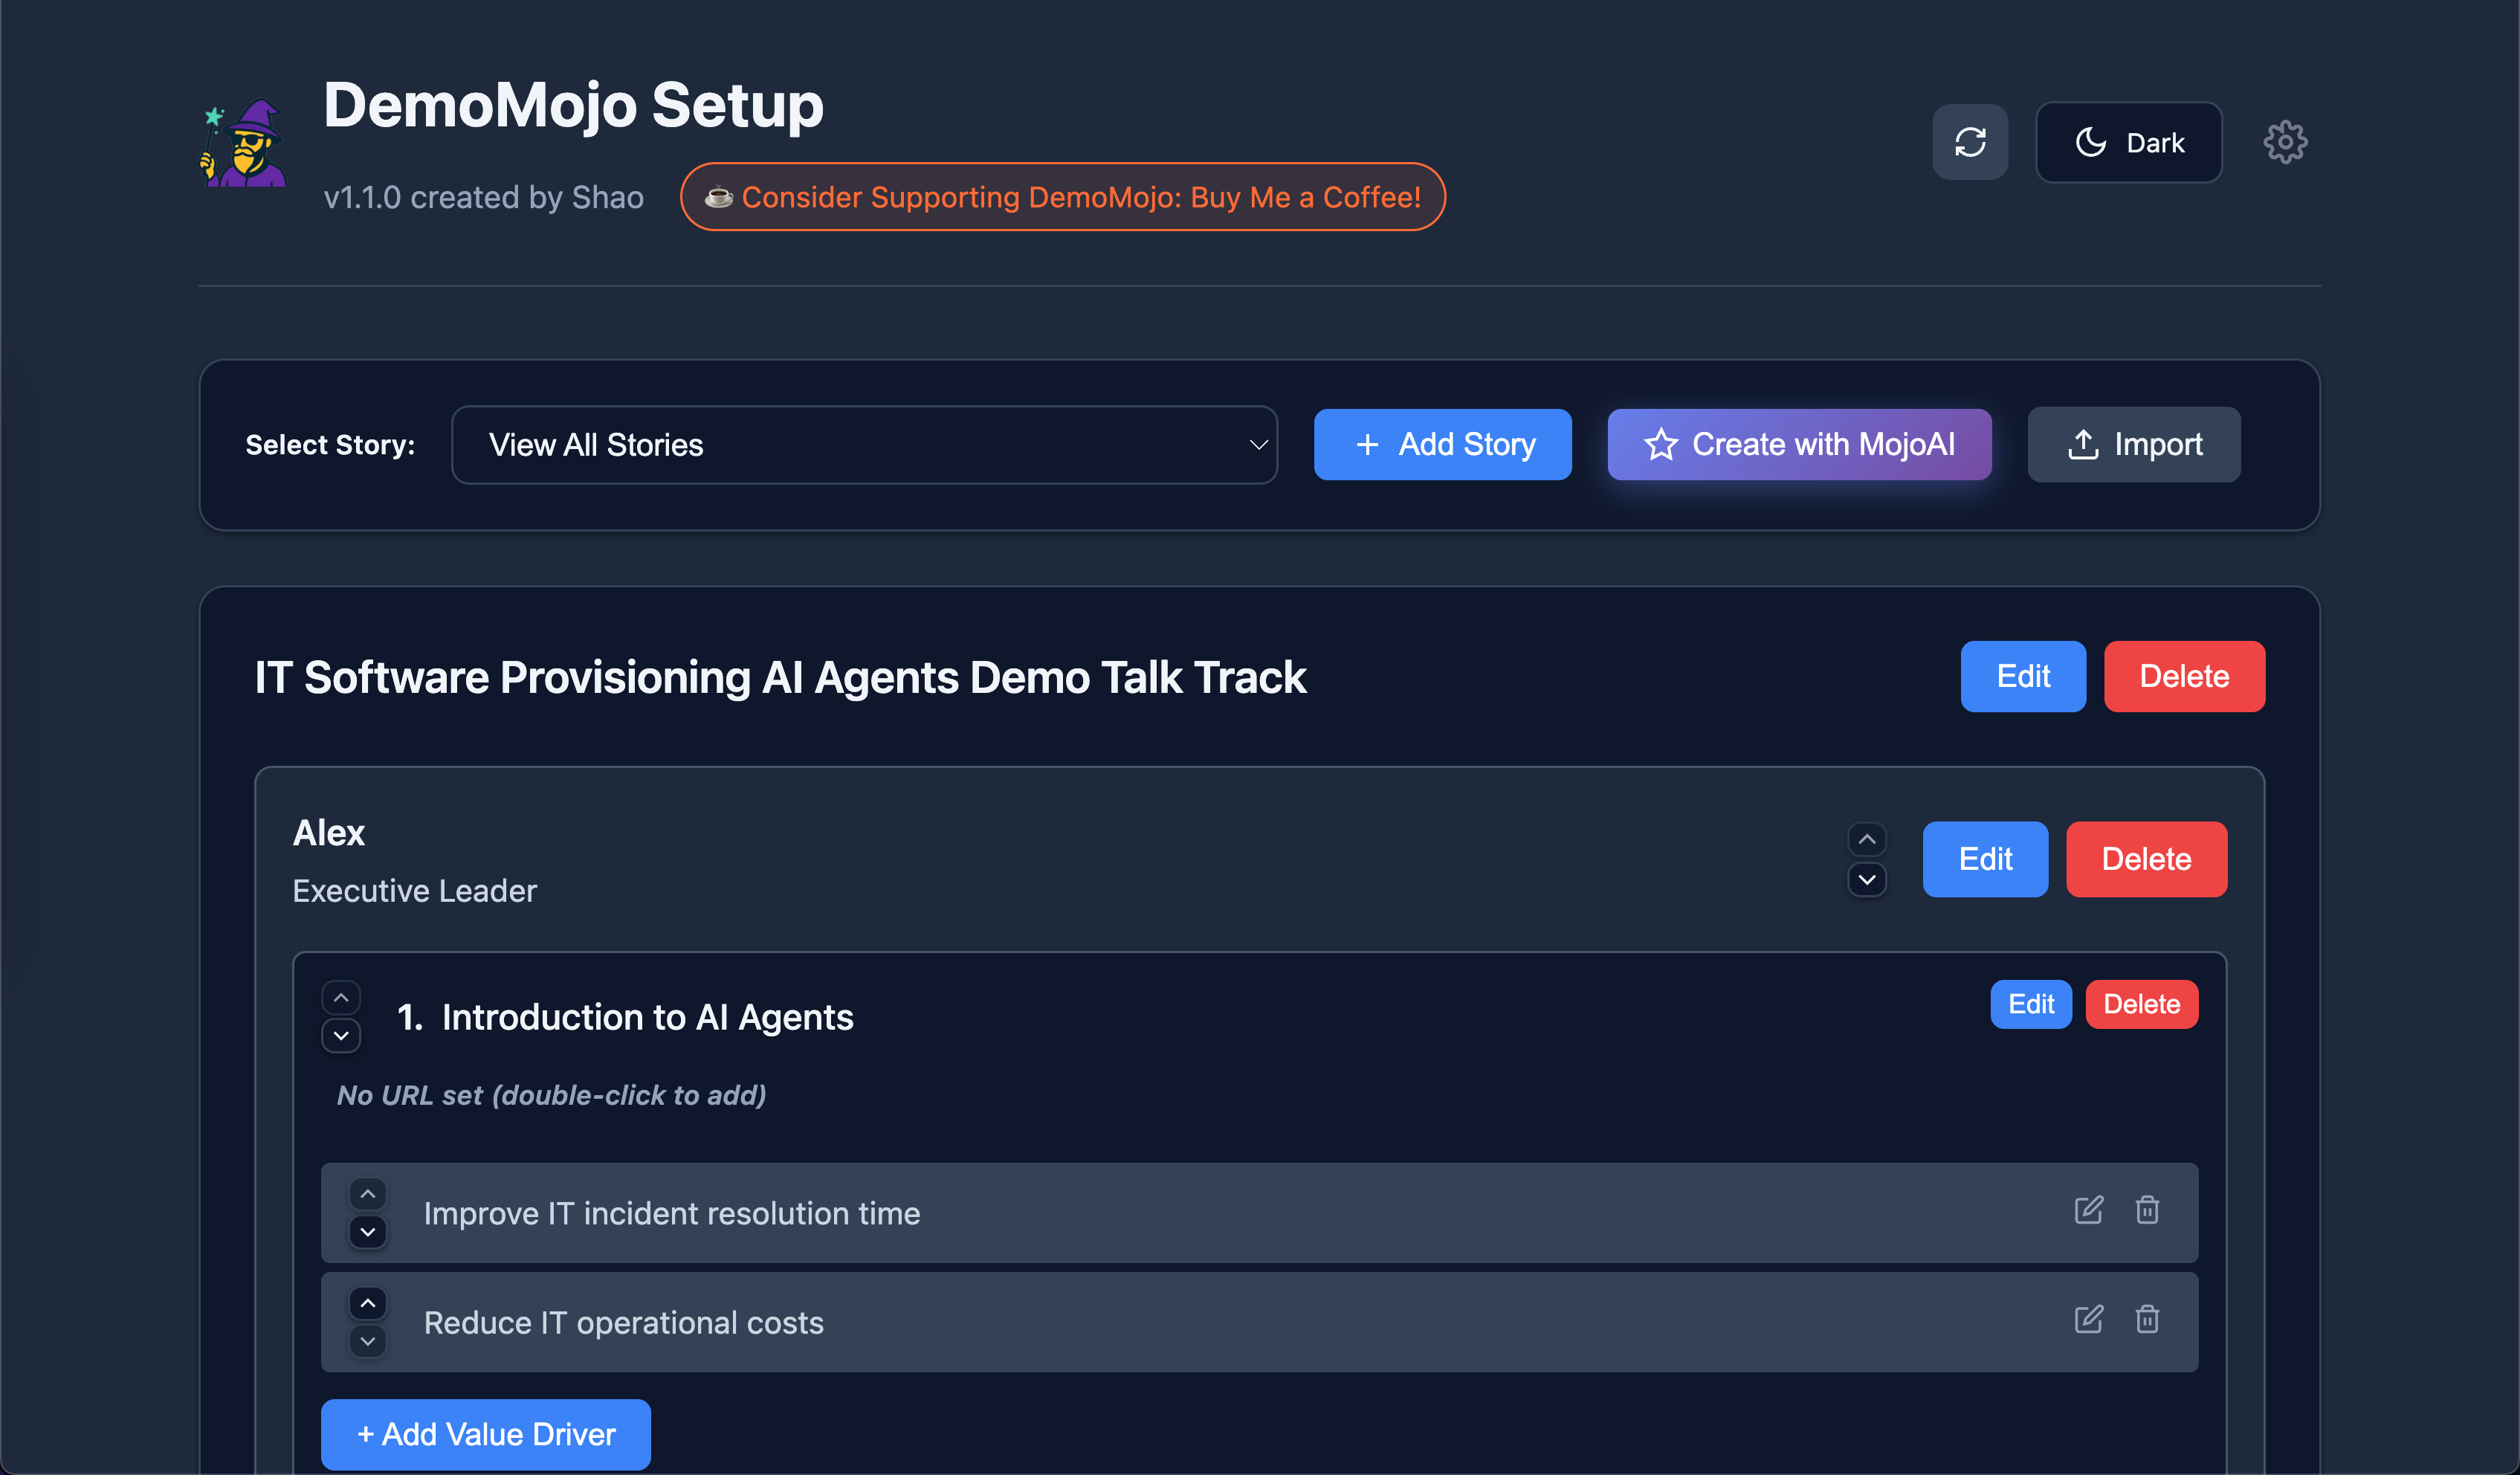 DemoMojo Setup
v1.1.0 created by Shao
☕ Consider Supporting DemoMojo: Buy Me a Coffee!
Dark
Select Story:
View All Stories
+ Add Story
Create with MojoAI
Import
IT Software Provisioning AI Agents Demo Talk Track
Edit
Delete
Alex
Executive Leader
Edit
Delete
1. Introduction to AI Agents
Edit
Delete
No URL set (double-click to add)
Improve IT incident resolution time
Reduce IT operational costs
+ Add Value Driver